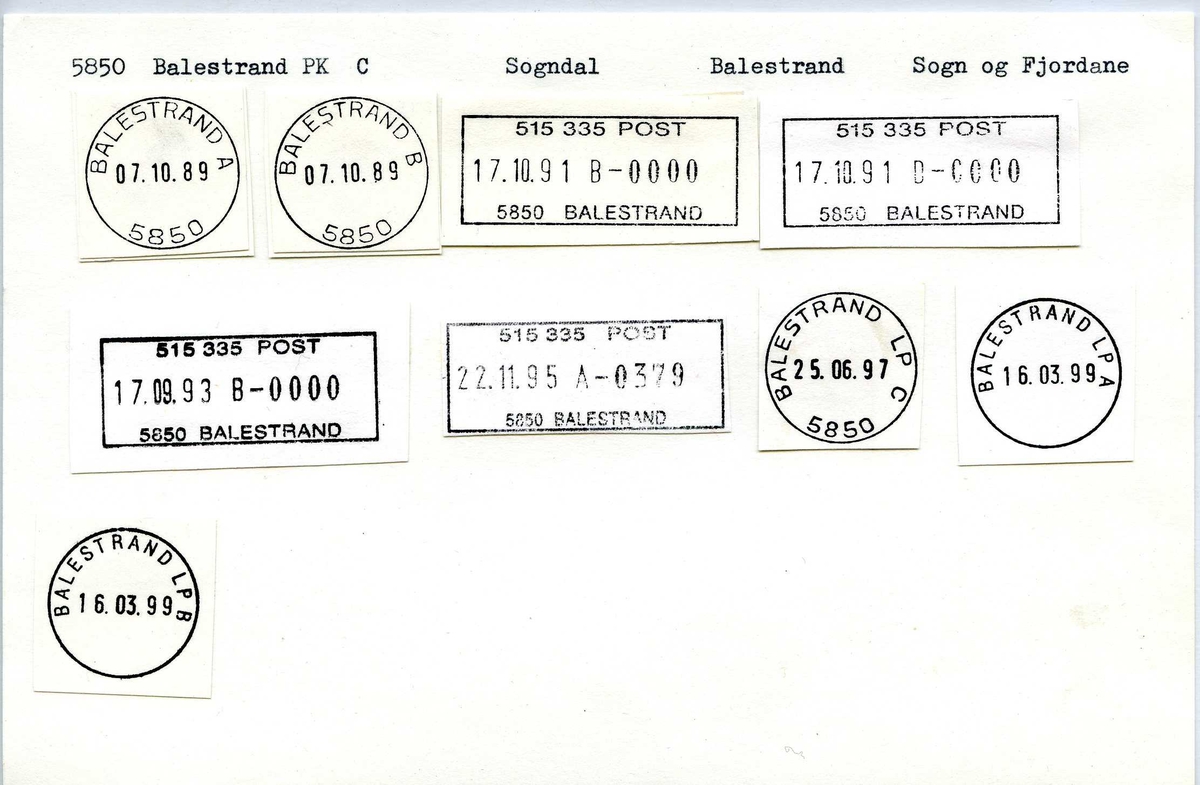 5850 Balestrand PK C Sogndal Balestrand Sogn og Fjordane
BALESTRAND A
07.10.89
5850
BALESTRAND B
07.10.89
5850
515 335 POST
17.10.91 B-0000
5850 BALESTRAND
515 335 POST
17.10.91 D-0000
5850 BALESTRAND
515 335 POST
17.09.93 B-0000
5850 BALESTRAND
515 335 POST
22.11.95 A-0379
5850 BALESTRAND
BALESTRAND LP C
25.06.97
5850
BALESTRAND LP A
16.03.99
BALESTRAND LP B
16.03.99